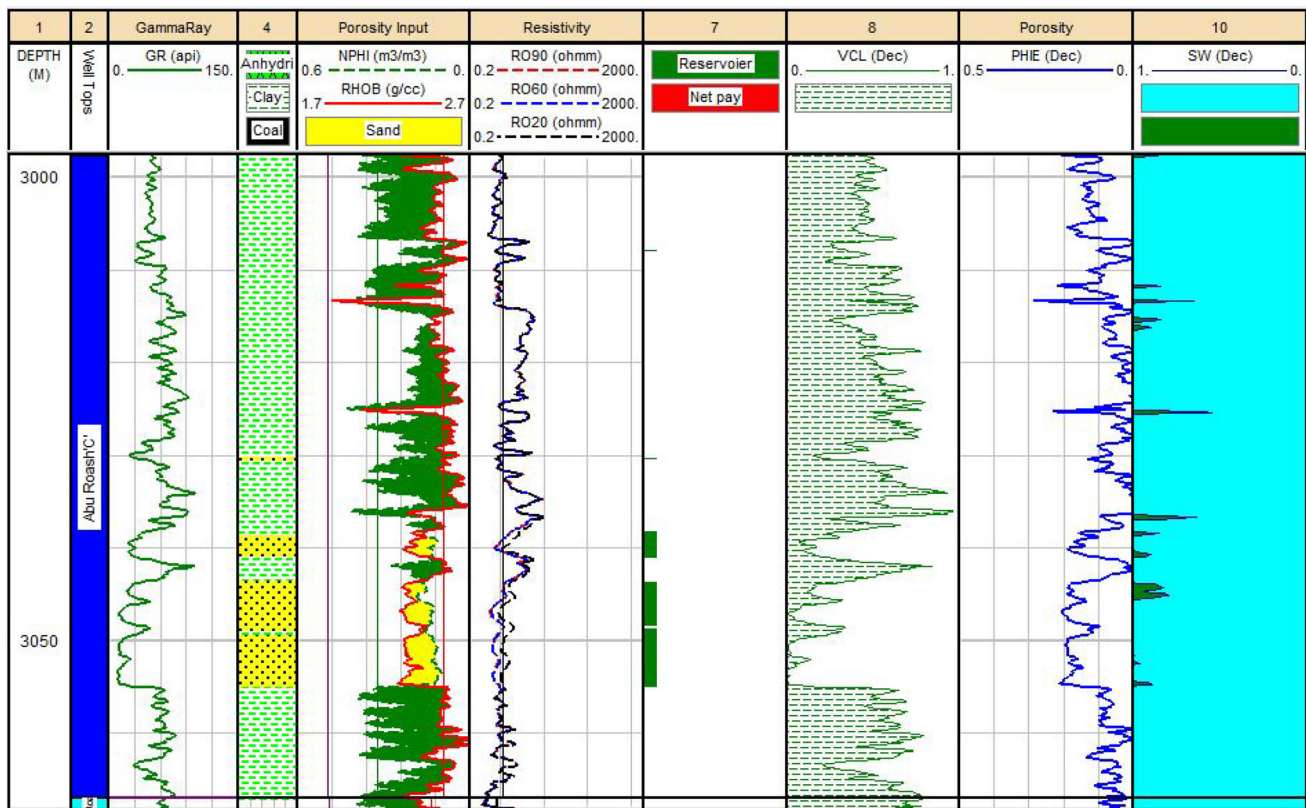 1 2 GammaRay 4 Porosity Input Resistivity 7 8 Porosity 10
DEPTH (M)
Well Tops
GR (api)
0. 150.
Anhydri
Clay
Coal
NPHI (m3/m3)
0.6 0.
RHOB (g/cc)
1.7 2.7
Sand
RO90 (ohmm)
0.2 2000.
RO60 (ohmm)
0.2 2000.
RO20 (ohmm)
0.2 2000.
Reservoier
Net pay
VCL (Dec)
0. 1.
PHIE (Dec)
0.5 0.
SW (Dec)
1. 0.
3000
Abu Roash'C'
3050